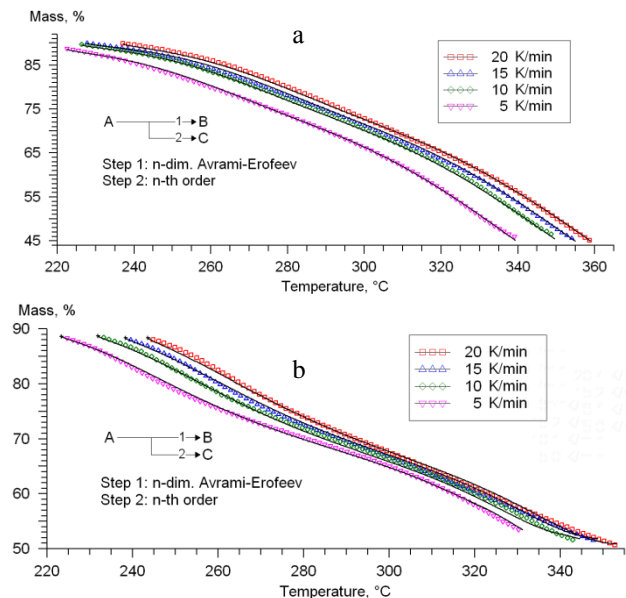 Mass, %
a
20 K/min
15 K/min
10 K/min
5 K/min
A
1
B
2
C
Step 1: n-dim. Avrami-Erofeev
Step 2: n-th order
85
75
65
55
45
220 240 260 280 300 320 340 360
Temperature, °C
Mass, %
b
20 K/min
15 K/min
10 K/min
5 K/min
A
1
B
2
C
Step 1: n-dim. Avrami-Erofeev
Step 2: n-th order
90
80
70
60
50
220 240 260 280 300 320 340
Temperature, °C